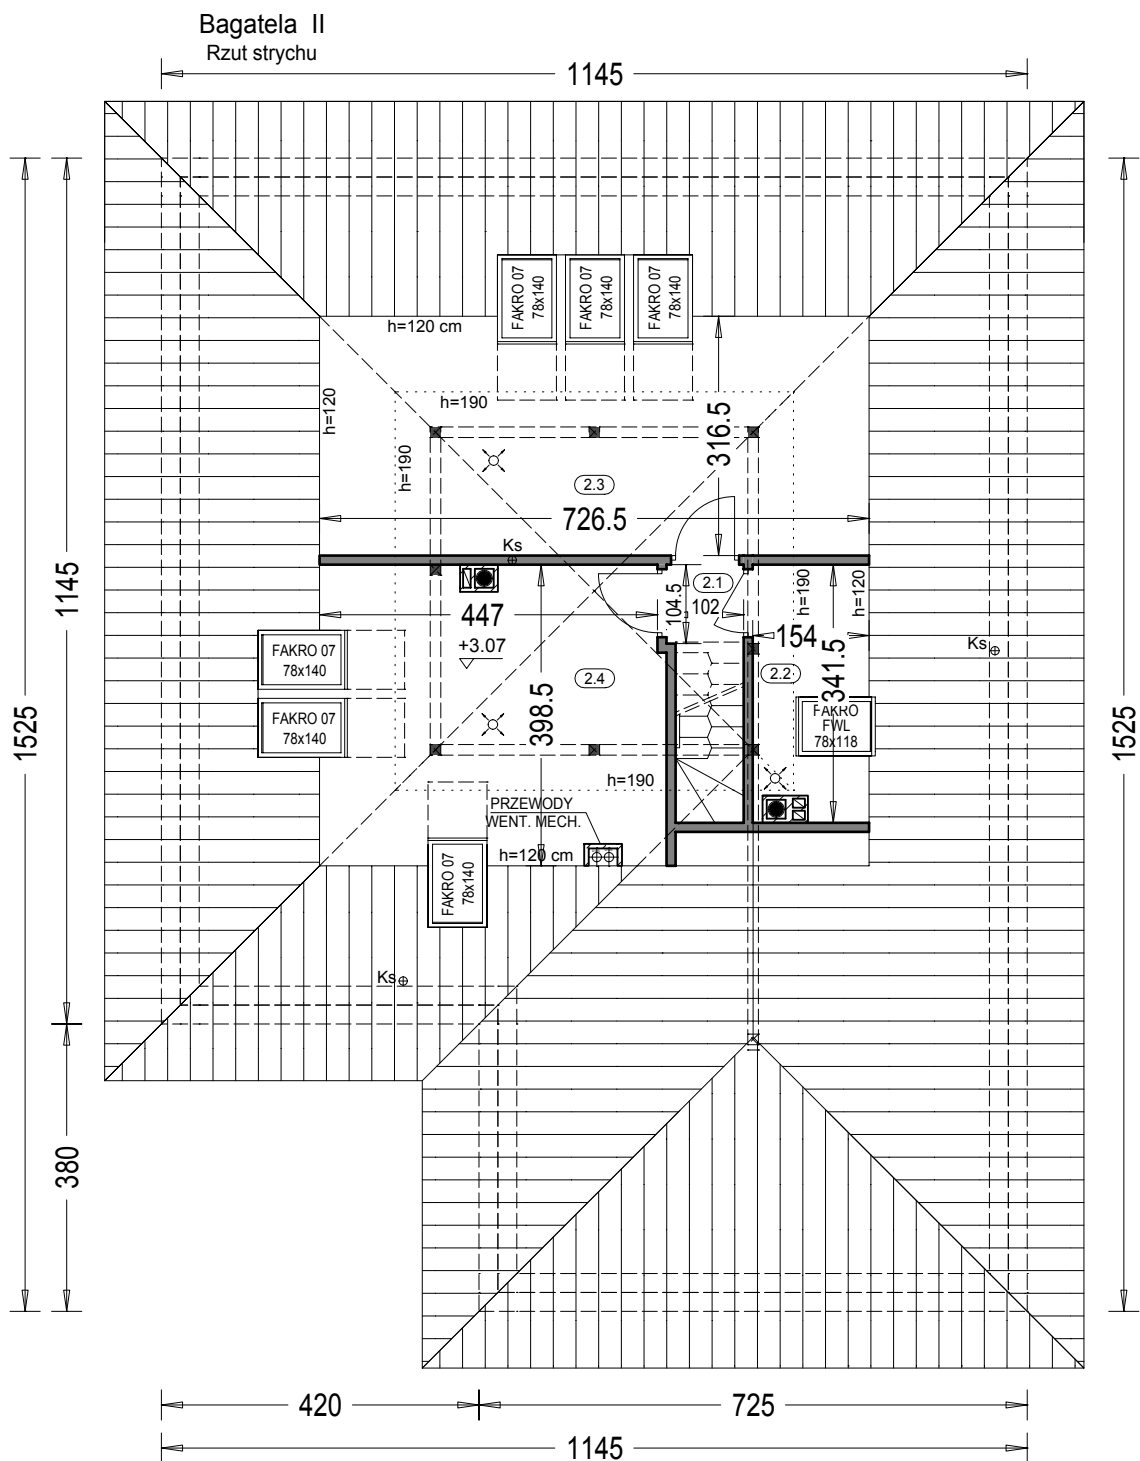 Bagatela II
Rzut strychu
1145
FAKRO 07
78x140
FAKRO 07
78x140
FAKRO 07
78x140
h=120 cm
h=120
h=190
h=190
316.5
2.3
726.5
Ks
2.1
102
104.5
h=190
h=120
447
+3.07
154
341.5
2.2
2.4
398.5
FAKRO 07
78x140
FAKRO 07
78x140
FAKRO
FWL
78x118
Ks
h=190
PRZEWODY
WENT. MECH.
h=120 cm
FAKRO 07
78x140
Ks
1145
1525
1525
380
420
725
1145